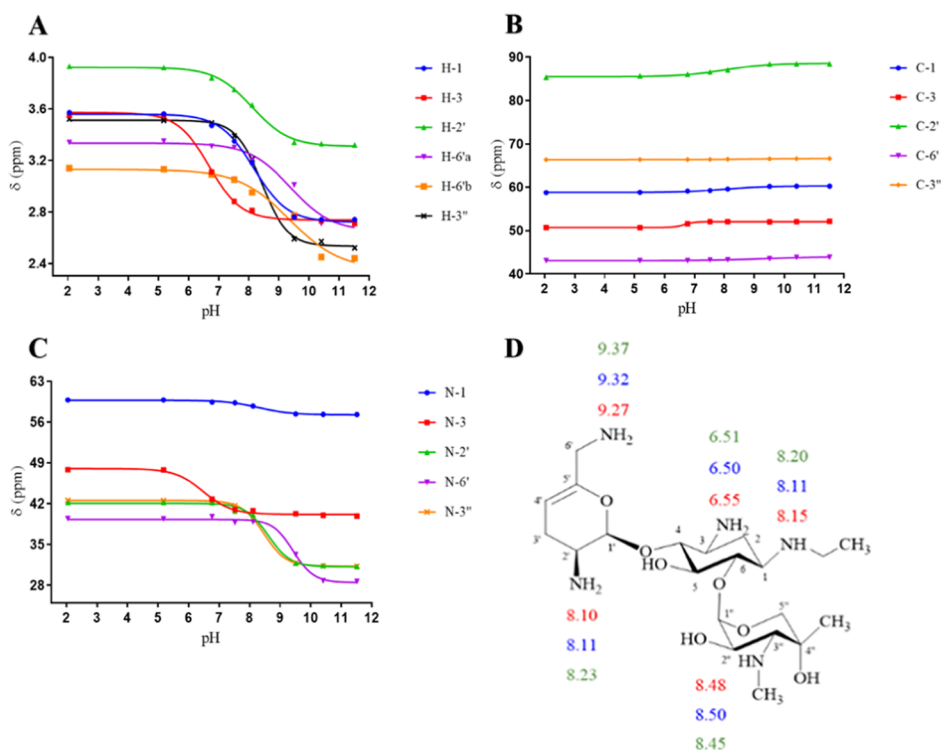 A
4.0
3.6
3.2
2.8
2.4
δ (ppm)
2 3 4 5 6 7 8 9 10 11 12
pH
H-1
H-3
H-2'
H-6'a
H-6'b
H-3"
B
90
80
70
60
50
40
δ (ppm)
2 3 4 5 6 7 8 9 10 11 12
pH
C-1
C-3
C-2'
C-6'
C-3"
C
63
56
49
42
35
28
δ (ppm)
2 3 4 5 6 7 8 9 10 11 12
pH
N-1
N-3
N-2'
N-6'
N-3"
D
9.37
9.32
9.27
6'
NH2
5'
4'
O
3'
2'
1'
NH2
8.10
8.11
8.23
6.51
6.50
6.55
8.20
8.11
8.15
O
4
3
NH2
2
HO
5
6
1
NH
CH3
O
1"
O
5"
CH3
HO
2"
3"
4"
HN
OH
CH3
8.48
8.50
8.45